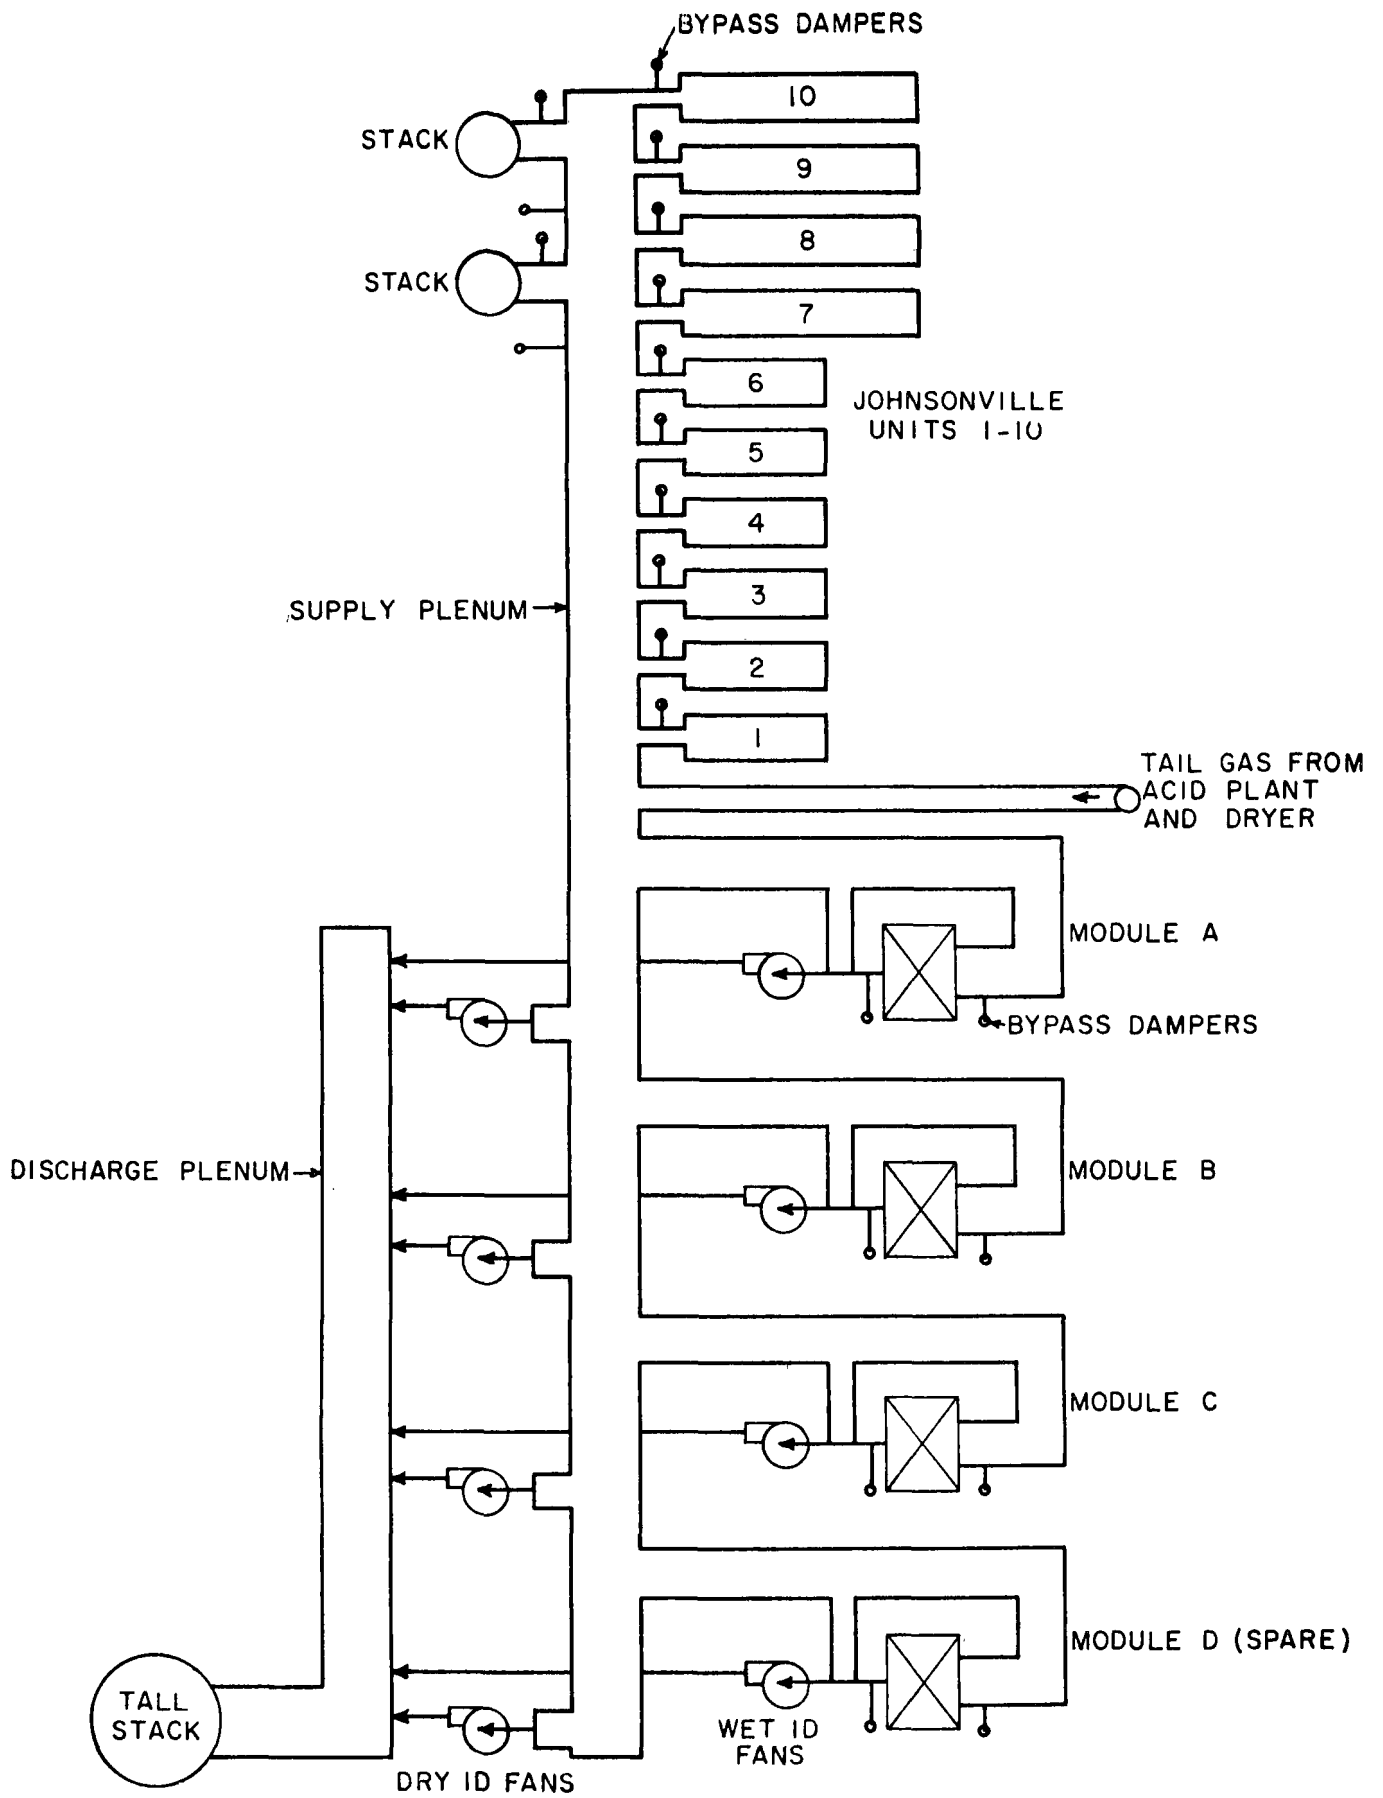 BYPASS DAMPERS
10
STACK
9
8
STACK
7
6
JOHNSONVILLE
UNITS 1-10
5
4
3
SUPPLY PLENUM
2
1
TAIL GAS FROM
ACID PLANT
AND DRYER
MODULE A
BYPASS DAMPERS
DISCHARGE PLENUM
MODULE B
MODULE C
MODULE D (SPARE)
TALL
STACK
WET ID
FANS
DRY ID FANS